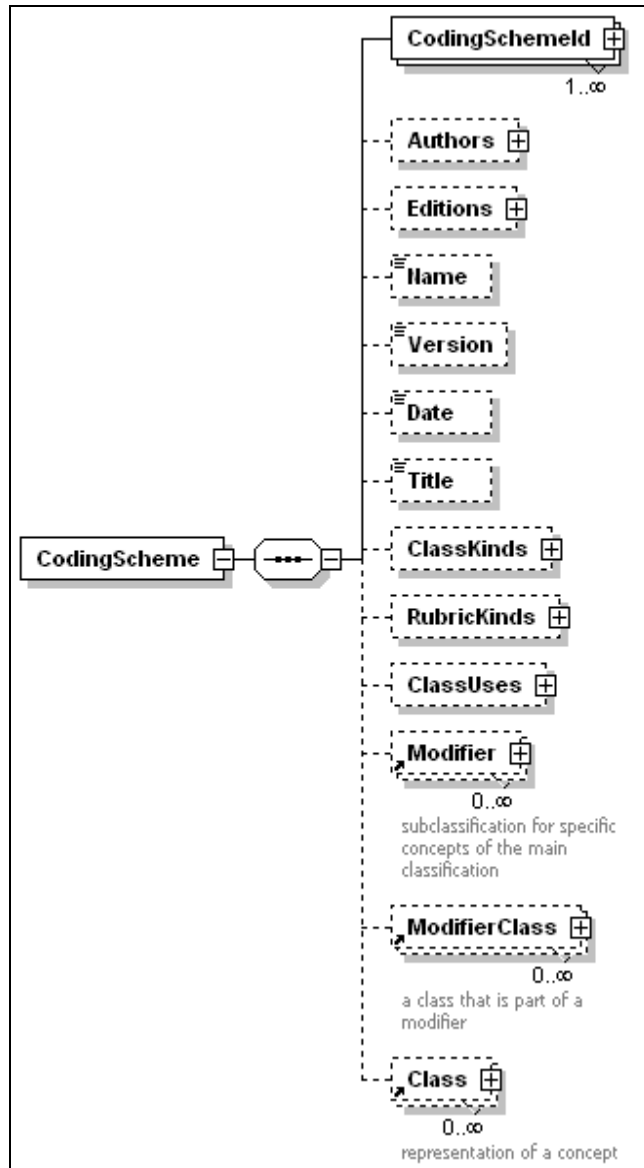 CodingSchemeId
1..∞
Authors
Editions
Name
Version
Date
Title
CodingScheme
ClassKinds
RubricKinds
ClassUses
Modifier
0..∞
subclassification for specific
concepts of the main
classification
ModifierClass
0..∞
a class that is part of a
modifier
Class
0..∞
representation of a concept